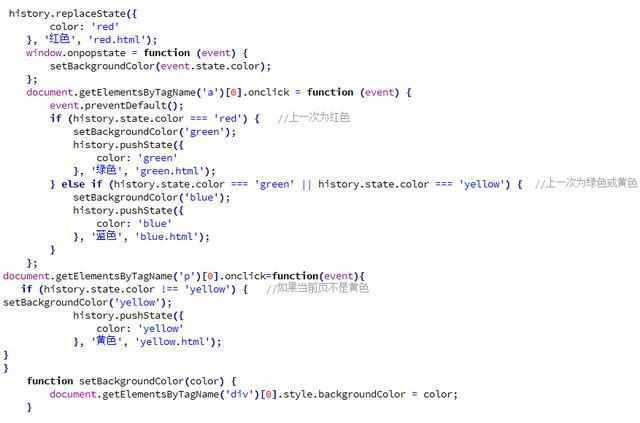 history.replaceState({
color: 'red'
}, '红色', 'red.html');
window.onpopstate = function (event) {
setBackgroundColor(event.state.color);
};
document.getElementsByTagName('a')[0].onclick = function (event) {
event.preventDefault();
if (history.state.color === 'red') { //上一次为红色
setBackgroundColor('green');
history.pushState({
color: 'green'
}, '绿色', 'green.html');
} else if (history.state.color === 'green' || history.state.color === 'yellow') { //上一次为绿色或黄色
setBackgroundColor('blue');
history.pushState({
color: 'blue'
}, '蓝色', 'blue.html');
}
};
document.getElementsByTagName('p')[0].onclick=function(event){
if (history.state.color !== 'yellow') { //如果当前页不是黄色
setBackgroundColor('yellow');
history.pushState({
color: 'yellow'
}, '黄色', 'yellow.html');
}
}
function setBackgroundColor(color) {
document.getElementsByTagName('div')[0].style.backgroundColor = color;
}